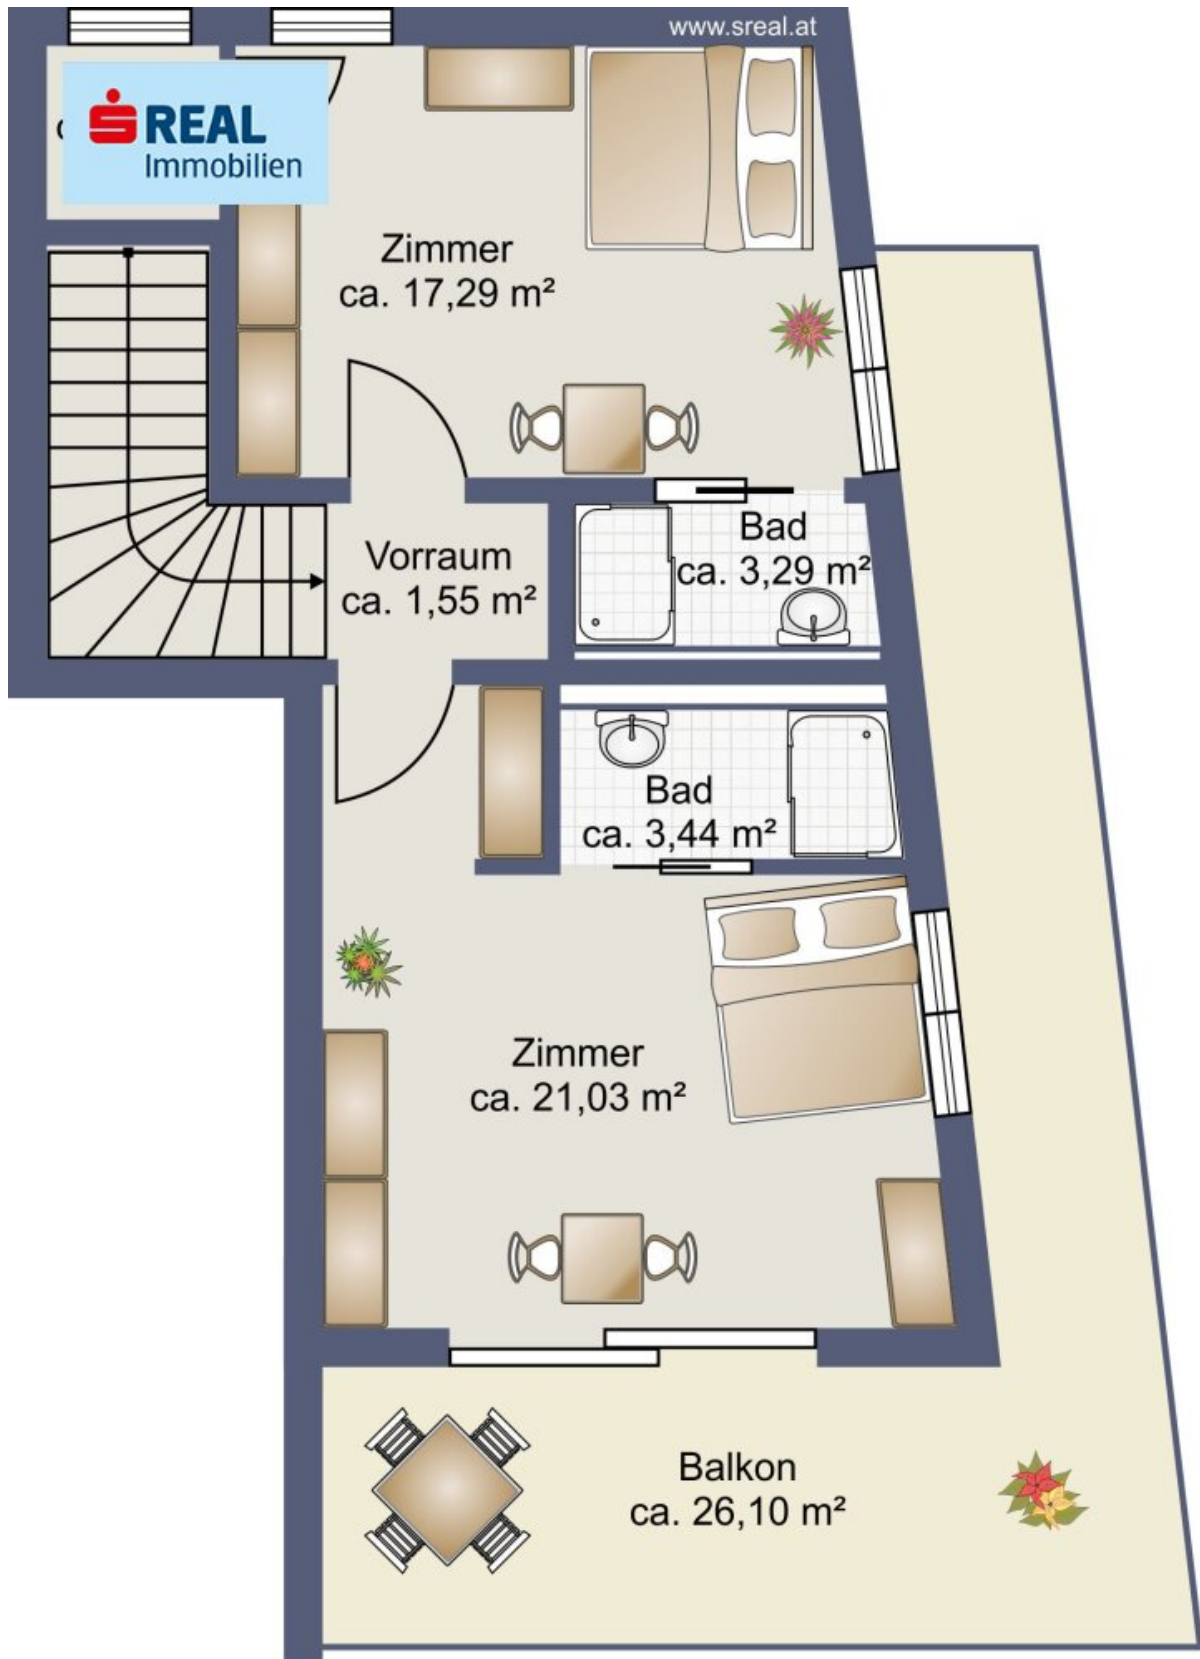 www.sreal.at
REAL
Immobilien
Zimmer
ca. 17,29 m²
Bad
ca. 3,29 m²
Vorraum
ca. 1,55 m²
Bad
ca. 3,44 m²
Zimmer
ca. 21,03 m²
Balkon
ca. 26,10 m²